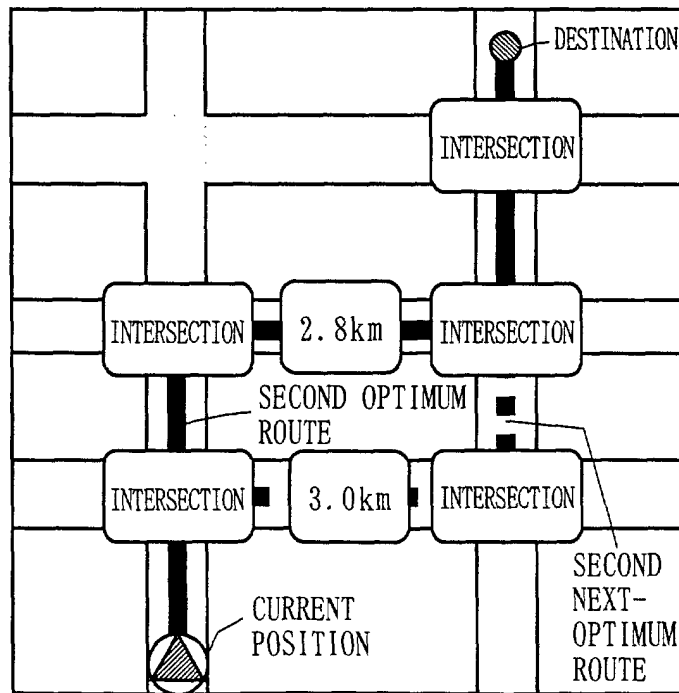 DESTINATION
INTERSECTION
INTERSECTION
2.8km
INTERSECTION
SECOND OPTIMUM
ROUTE
INTERSECTION
3.0km
INTERSECTION
CURRENT
POSITION
SECOND
NEXT-
OPTIMUM
ROUTE